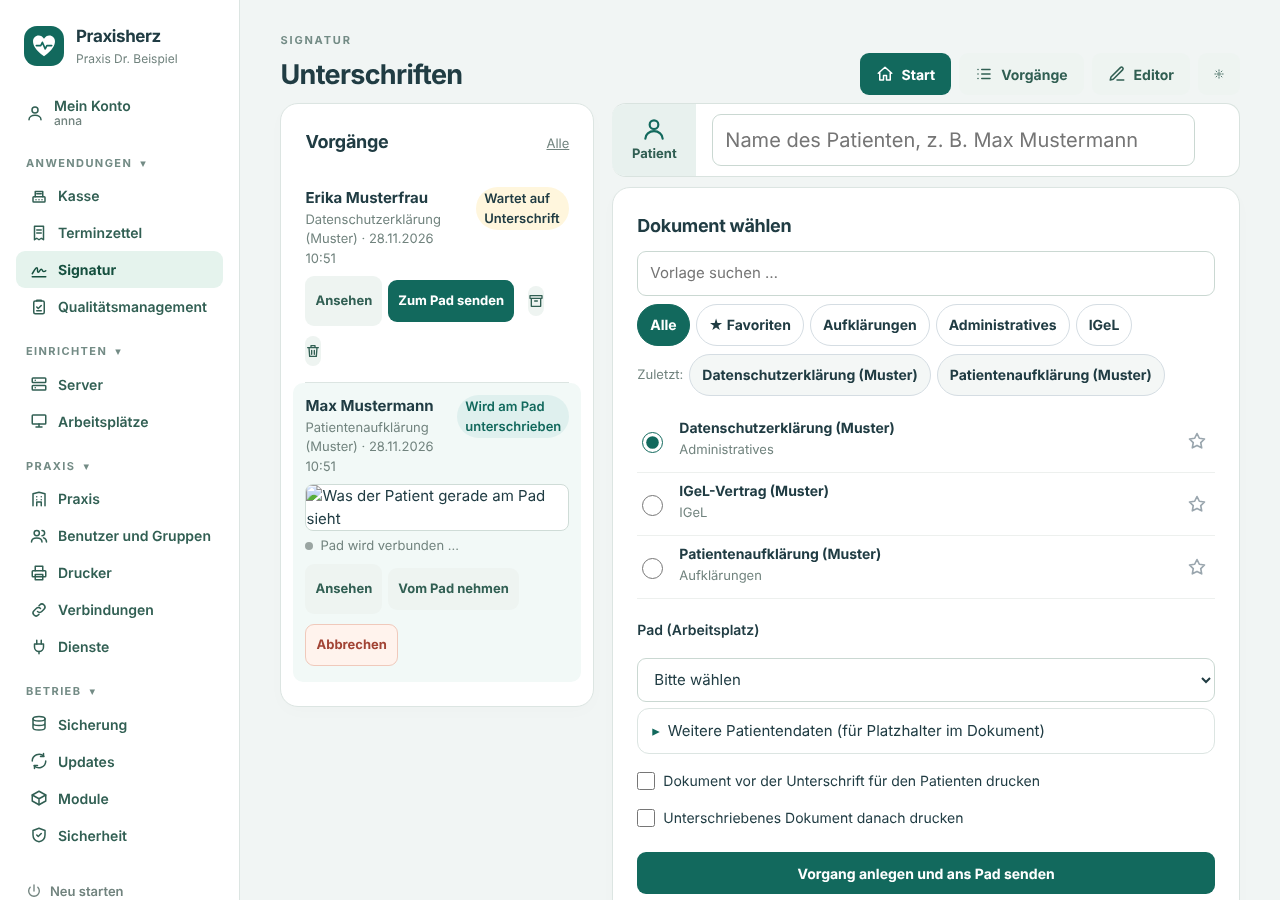 Praxisherz
Praxis Dr. Beispiel
Mein Konto
anna
ANWENDUNGEN ▾
Kasse
Terminzettel
Signatur
Qualitätsmanagement
EINRICHTEN ▾
Server
Arbeitsplätze
PRAXIS ▾
Praxis
Benutzer und Gruppen
Drucker
Verbindungen
Dienste
BETRIEB ▾
Sicherung
Updates
Module
Sicherheit
Neu starten
SIGNATUR
Unterschriften
Start
Vorgänge
Editor
Vorgänge
Alle
Erika Musterfrau
Datenschutzerklärung
(Muster) · 28.11.2026
10:51
Wartet auf
Unterschrift
Ansehen
Zum Pad senden
Max Mustermann
Patientenaufklärung
(Muster) · 28.11.2026
10:51
Wird am Pad
unterschrieben
Was der Patient gerade am Pad
sieht
Pad wird verbunden ...
Ansehen
Vom Pad nehmen
Abbrechen
Patient
Name des Patienten, z. B. Max Mustermann
Dokument wählen
Vorlage suchen ...
Alle
★ Favoriten
Aufklärungen
Administratives
IGeL
Zuletzt:
Datenschutzerklärung (Muster)
Patientenaufklärung (Muster)
Datenschutzerklärung (Muster)
Administratives
IGeL-Vertrag (Muster)
IGeL
Patientenaufklärung (Muster)
Aufklärungen
Pad (Arbeitsplatz)
Bitte wählen
▸ Weitere Patientendaten (für Platzhalter im Dokument)
Dokument vor der Unterschrift für den Patienten drucken
Unterschriebenes Dokument danach drucken
Vorgang anlegen und ans Pad senden